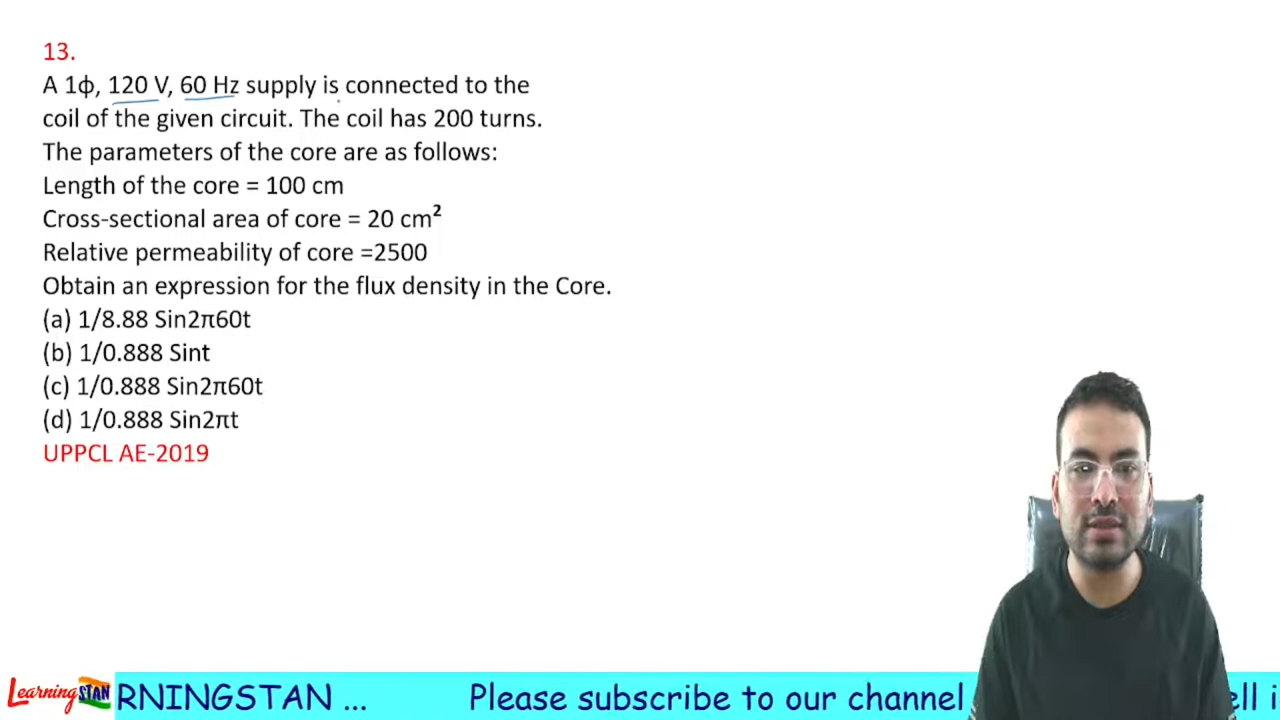 13.
A 1ϕ, 120 V, 60 Hz supply is connected to the
coil of the given circuit. The coil has 200 turns.
The parameters of the core are as follows:
Length of the core = 100 cm
Cross-sectional area of core = 20 cm²
Relative permeability of core =2500
Obtain an expression for the flux density in the Core.
(a) 1/8.88 Sin2π60t
(b) 1/0.888 Sint
(c) 1/0.888 Sin2π60t
(d) 1/0.888 Sin2πt
UPPCL AE-2019
LearningSTAN RNINGSTAN ... Please subscribe to our channel ell i